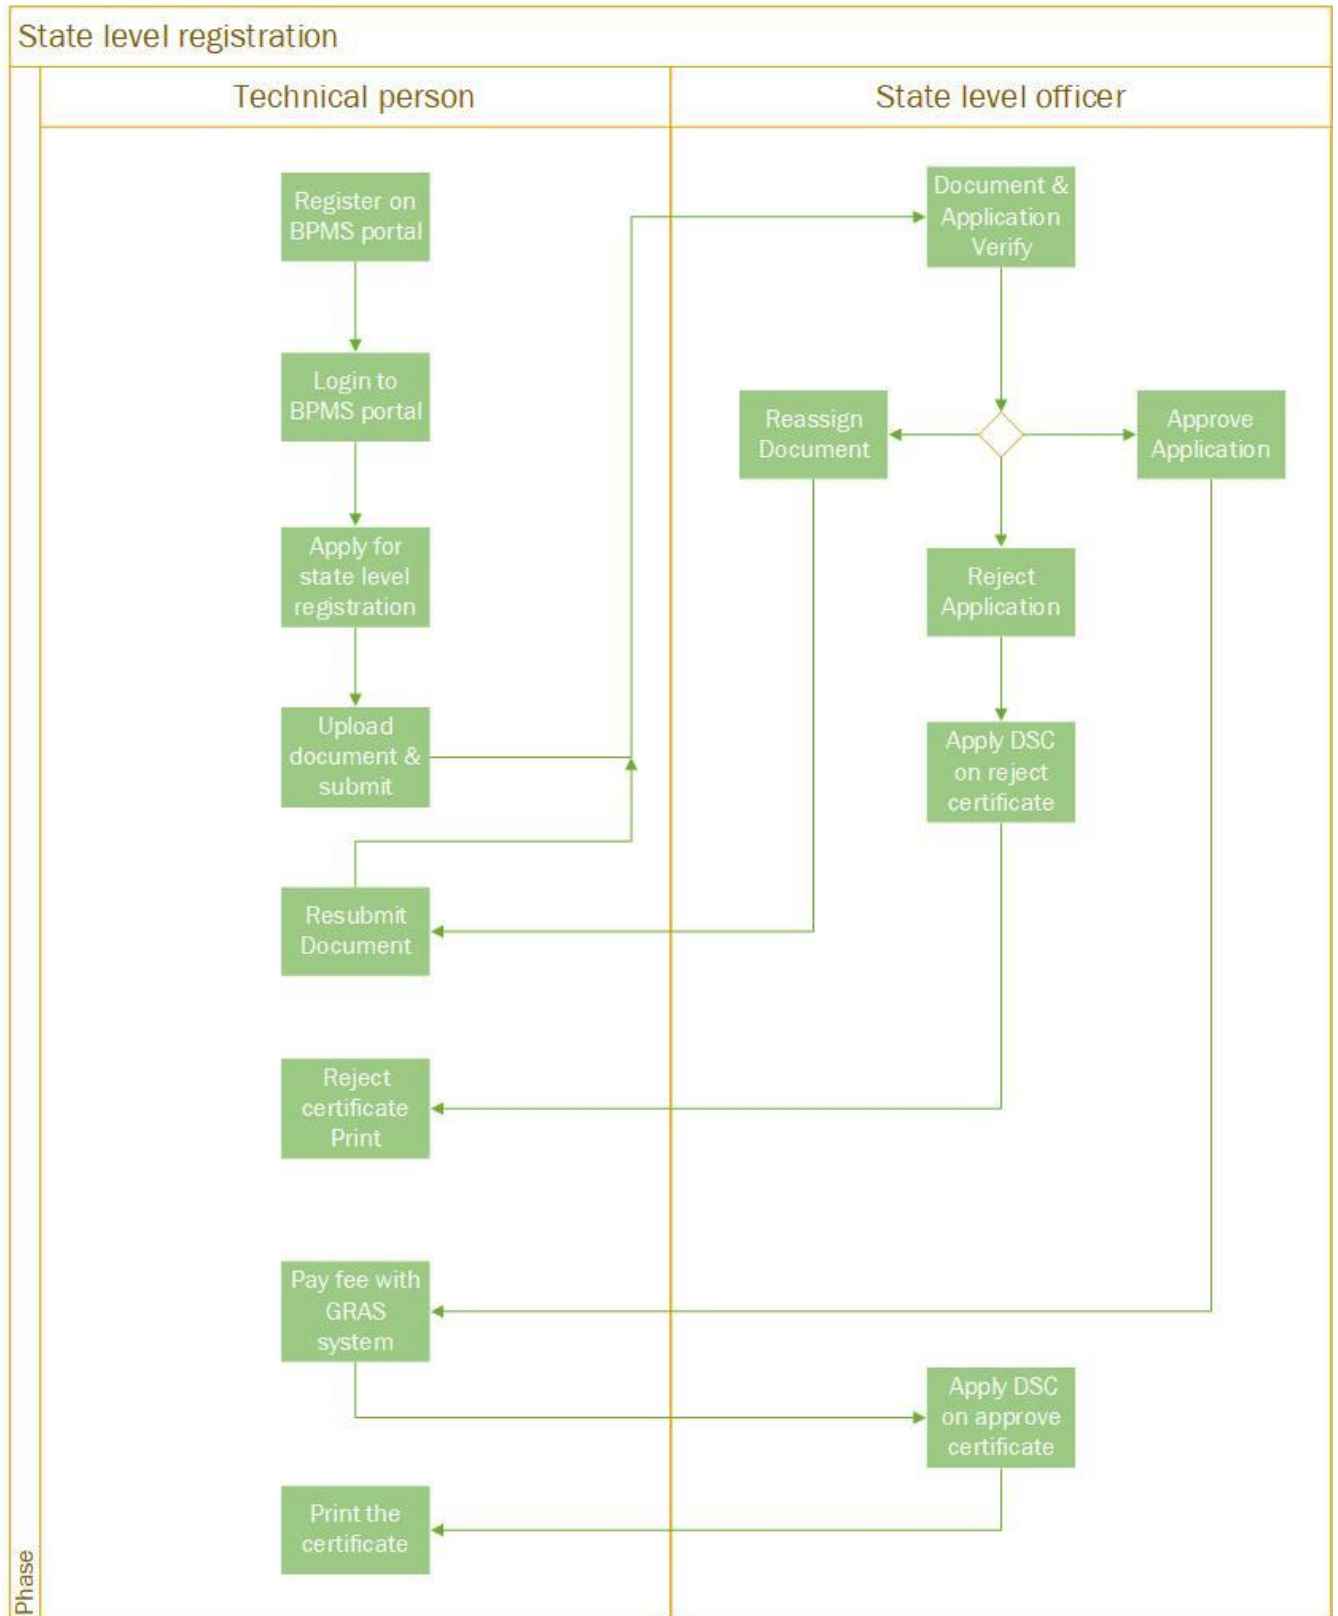 State level registration
Technical person
State level officer
Register on
BPMS portal
Login to
BPMS portal
Apply for
state level
registration
Upload
document &
submit
Resubmit
Document
Reject
certificate
Print
Pay fee with
GRAS
system
Print the
certificate
Document &
Application
Verify
Reassign
Document
Approve
Application
Reject
Application
Apply DSC
on reject
certificate
Apply DSC
on approve
certificate
Phase